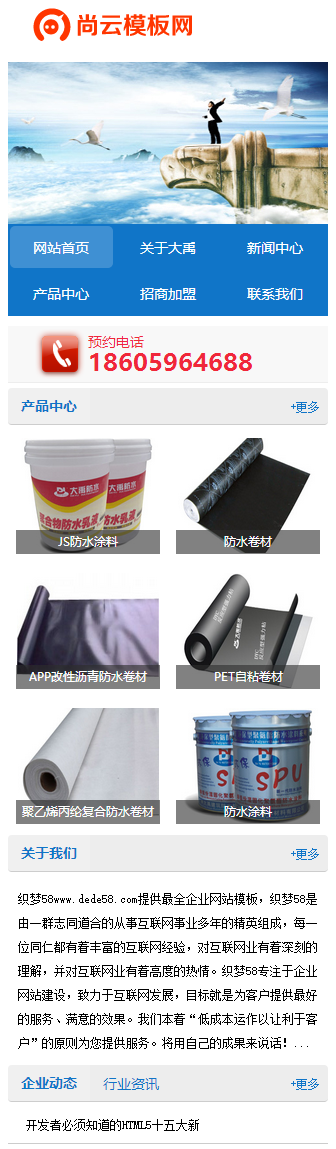 尚云模板网
网站首页 关于大禹 新闻中心
产品中心 招商加盟 联系我们
预约电话
18605964688
产品中心 +更多
大禹防水
JS防水涂料 防水卷材
APP改性沥青防水卷材 PET自粘卷材
SPU
聚乙烯丙纶复合防水卷材 防水涂料
关于我们 +更多
织梦58www.dede58.com提供最全企业网站模板，织梦58是
由一群志同道合的从事互联网事业多年的精英组成，每一
位同仁都有着丰富的互联网经验，对互联网业有着深刻的
理解，并对互联网业有着高度的热情。织梦58专注于企业
网站建设，致力于互联网发展，目标就是为客户提供最好
的服务、满意的效果。我们本着“低成本运作以让利于客
户”的原则为您提供服务。将用自己的成果来说话！...
企业动态 行业资讯 +更多
开发者必须知道的HTML5十五大新